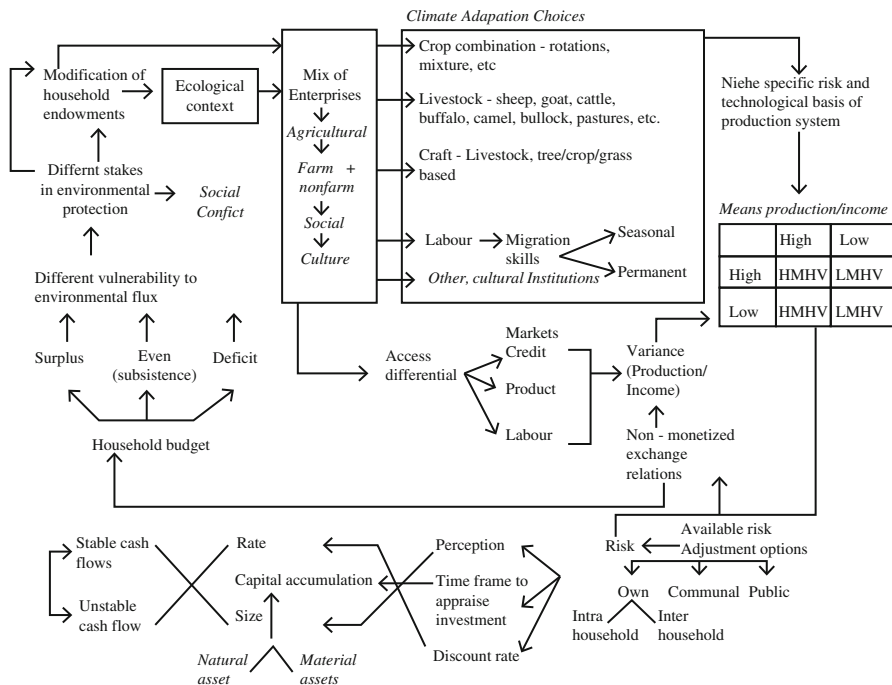 Climate Adapation Choices
Modification of
household
endowments
Ecological
context
Mix of
Enterprises
Agricultural
Farm +
nonfarm
Social
Culture
Crop combination - rotations,
mixture, etc
Livestock - sheep, goat, cattle,
buffalo, camel, bullock, pastures, etc.
Craft - Livestock, tree/crop/grass
based
Labour
Migration
skills
Seasonal
Permanent
Other, cultural Institutions
Niehe specific risk and
technological basis of
production system
Means production/income
High Low
High HMHV LMHV
Low HMHV LMHV
Differnt stakes
in environmental
protection
Social
Confict
Different vulnerability to
environmental flux
Surplus
Even
(subsistence)
Deficit
Household budget
Access
differential
Markets
Credit
Product
Labour
Variance
(Production/
Income)
Non - monetized
exchange
relations
Risk
Available risk
Adjustment options
Own
Communal
Public
Intra
household
Inter
household
Stable cash
flows
Unstable
cash flow
Rate
Capital accumulation
Size
Natural
asset
Material
assets
Perception
Time frame to
appraise
investment
Discount rate